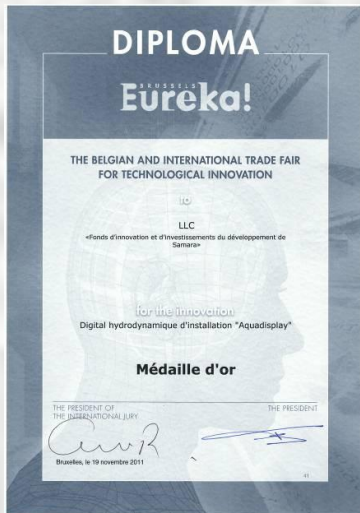 DIPLOMA
BRUSSELS
Eureka!
THE BELGIAN AND INTERNATIONAL TRADE FAIR
FOR TECHNOLOGICAL INNOVATION
to
LLC
«Fonds d'innovation et d'investissements du développement de
Samara»
for the innovation
Digital hydrodynamique d'installation "Aquadisplay"
Médaille d'or
THE PRESIDENT OF
THE INTERNATIONAL JURY
THE PRESIDENT
Bruxelles, le 19 novembre 2011